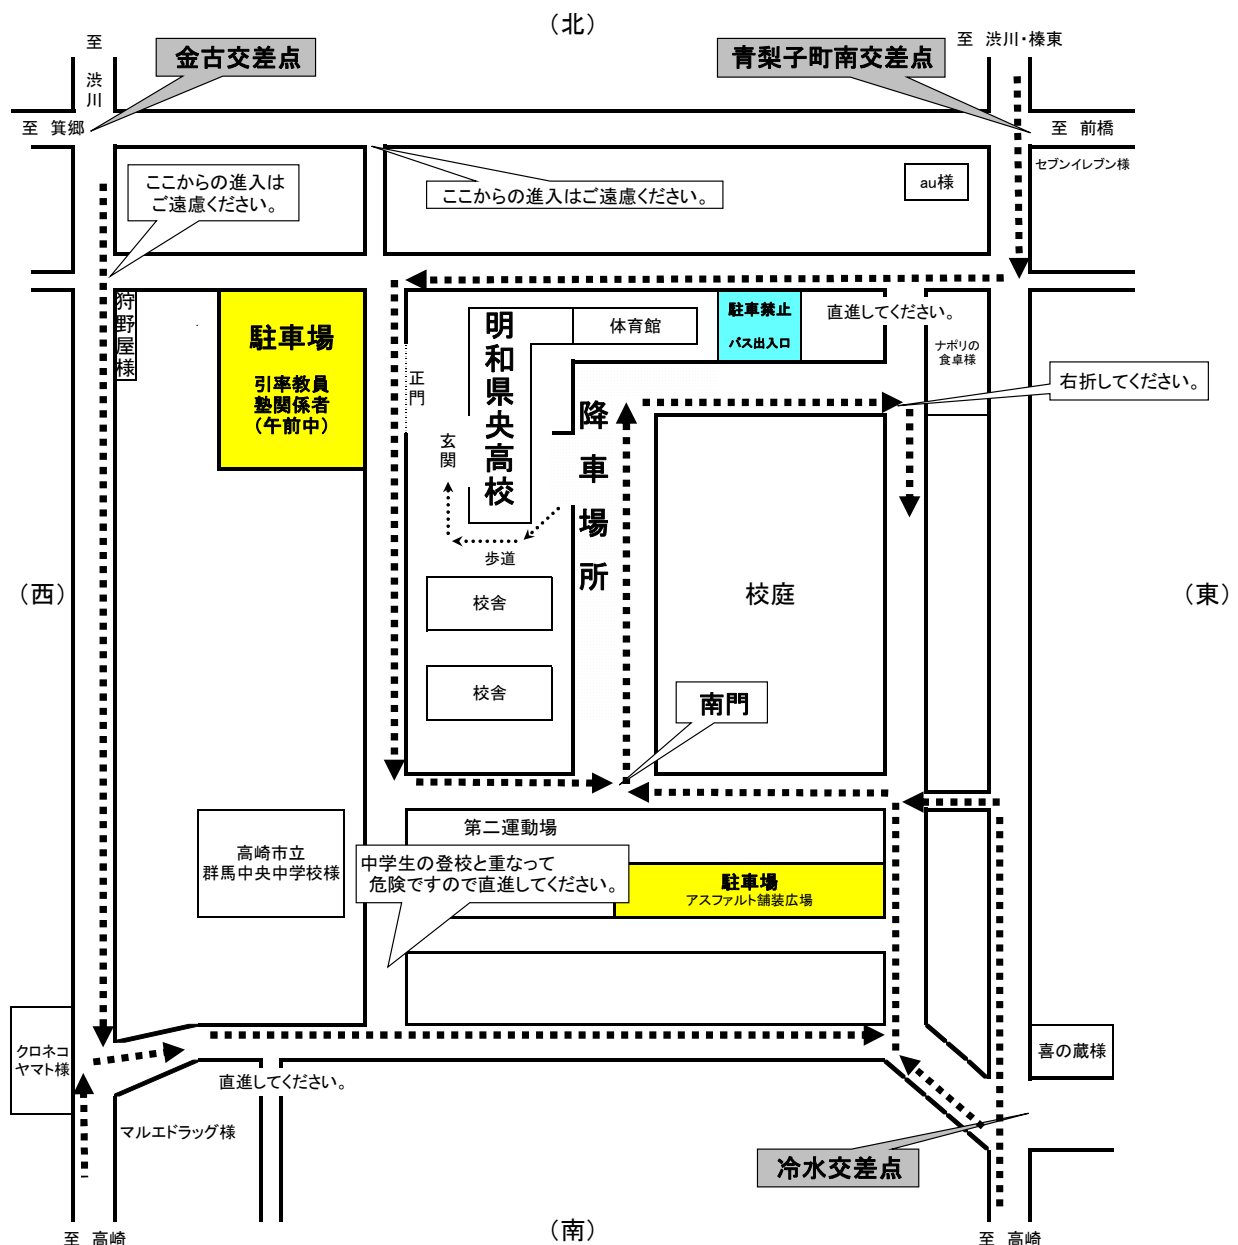 （北）
至
渋
川
金古交差点
青梨子町南交差点
至 渋川・榛東
至 箕郷
至 前橋
セブンイレブン様
ここからの進入は
ご遠慮ください。
ここからの進入はご遠慮ください。
au様
狩野屋様
駐車場
引率教員
塾関係者
（午前中）
正門
明和県央高校
体育館
駐車禁止
バス出入口
直進してください。
ナポリの
食卓様
右折してください。
玄関
降車場所
歩道
校舎
校舎
校庭
（西）
（東）
南門
高崎市立
群馬中央中学校様
第二運動場
中学生の登校と重なって
危険ですので直進してください。
駐車場
アスファルト舗装広場
クロネコ
ヤマト様
直進してください。
マルエドラッグ様
喜の蔵様
冷水交差点
至 高崎
（南）
至 高崎